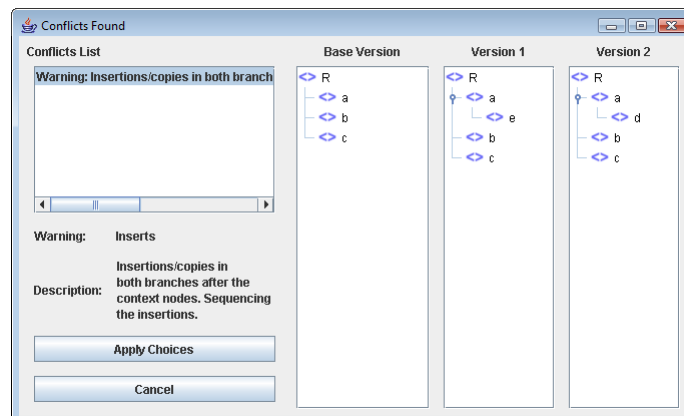 Conflicts Found
Conflicts List
Warning: Insertions/copies in both branch
Warning: Inserts
Description: Insertions/copies in
both branches after the
context nodes. Sequencing
the insertions.
Apply Choices
Cancel
Base Version
<> R
<> a
<> b
<> c
Version 1
<> R
<> a
<> e
<> b
<> c
Version 2
<> R
<> a
<> d
<> b
<> c